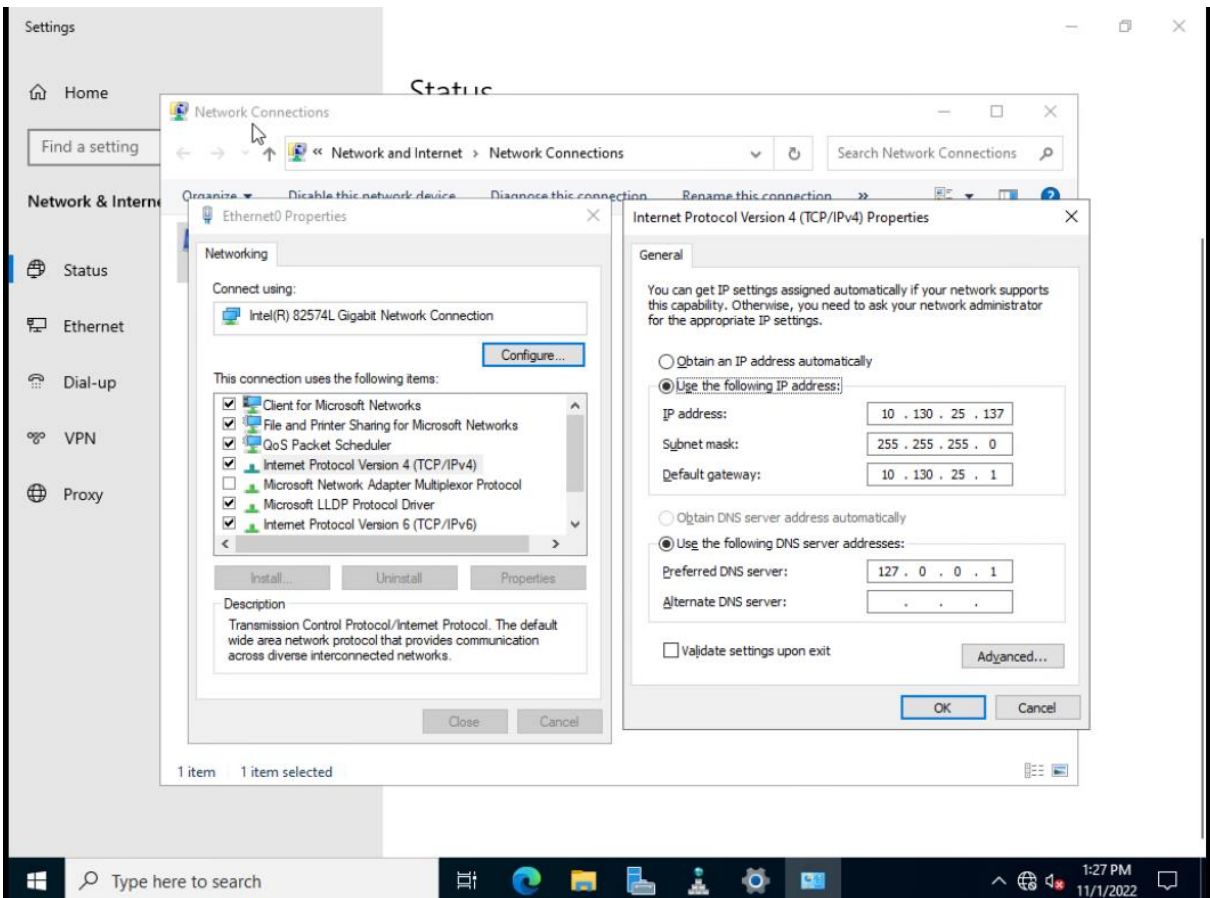 Settings
Home
Find a setting
Network & Interne
Status
Ethernet
Dial-up
VPN
Proxy
Status
Network Connections
« Network and Internet › Network Connections
Search Network Connections
Organize Disable this network device Diagnose this connection Rename this connection »
Ethernet0 Properties
Networking
Connect using:
Intel(R) 82574L Gigabit Network Connection
Configure...
This connection uses the following items:
Client for Microsoft Networks
File and Printer Sharing for Microsoft Networks
QoS Packet Scheduler
Internet Protocol Version 4 (TCP/IPv4)
Microsoft Network Adapter Multiplexor Protocol
Microsoft LLDP Protocol Driver
Internet Protocol Version 6 (TCP/IPv6)
Install... Uninstall Properties
Description
Transmission Control Protocol/Internet Protocol. The default
wide area network protocol that provides communication
across diverse interconnected networks.
Close Cancel
Internet Protocol Version 4 (TCP/IPv4) Properties
General
You can get IP settings assigned automatically if your network supports
this capability. Otherwise, you need to ask your network administrator
for the appropriate IP settings.
Obtain an IP address automatically
Use the following IP address:
IP address: 10 . 130 . 25 . 137
Subnet mask: 255 . 255 . 255 . 0
Default gateway: 10 . 130 . 25 . 1
Obtain DNS server address automatically
Use the following DNS server addresses:
Preferred DNS server: 127 . 0 . 0 . 1
Alternate DNS server: . . .
Validate settings upon exit
Advanced...
OK Cancel
1 item 1 item selected
Type here to search
1:27 PM
11/1/2022